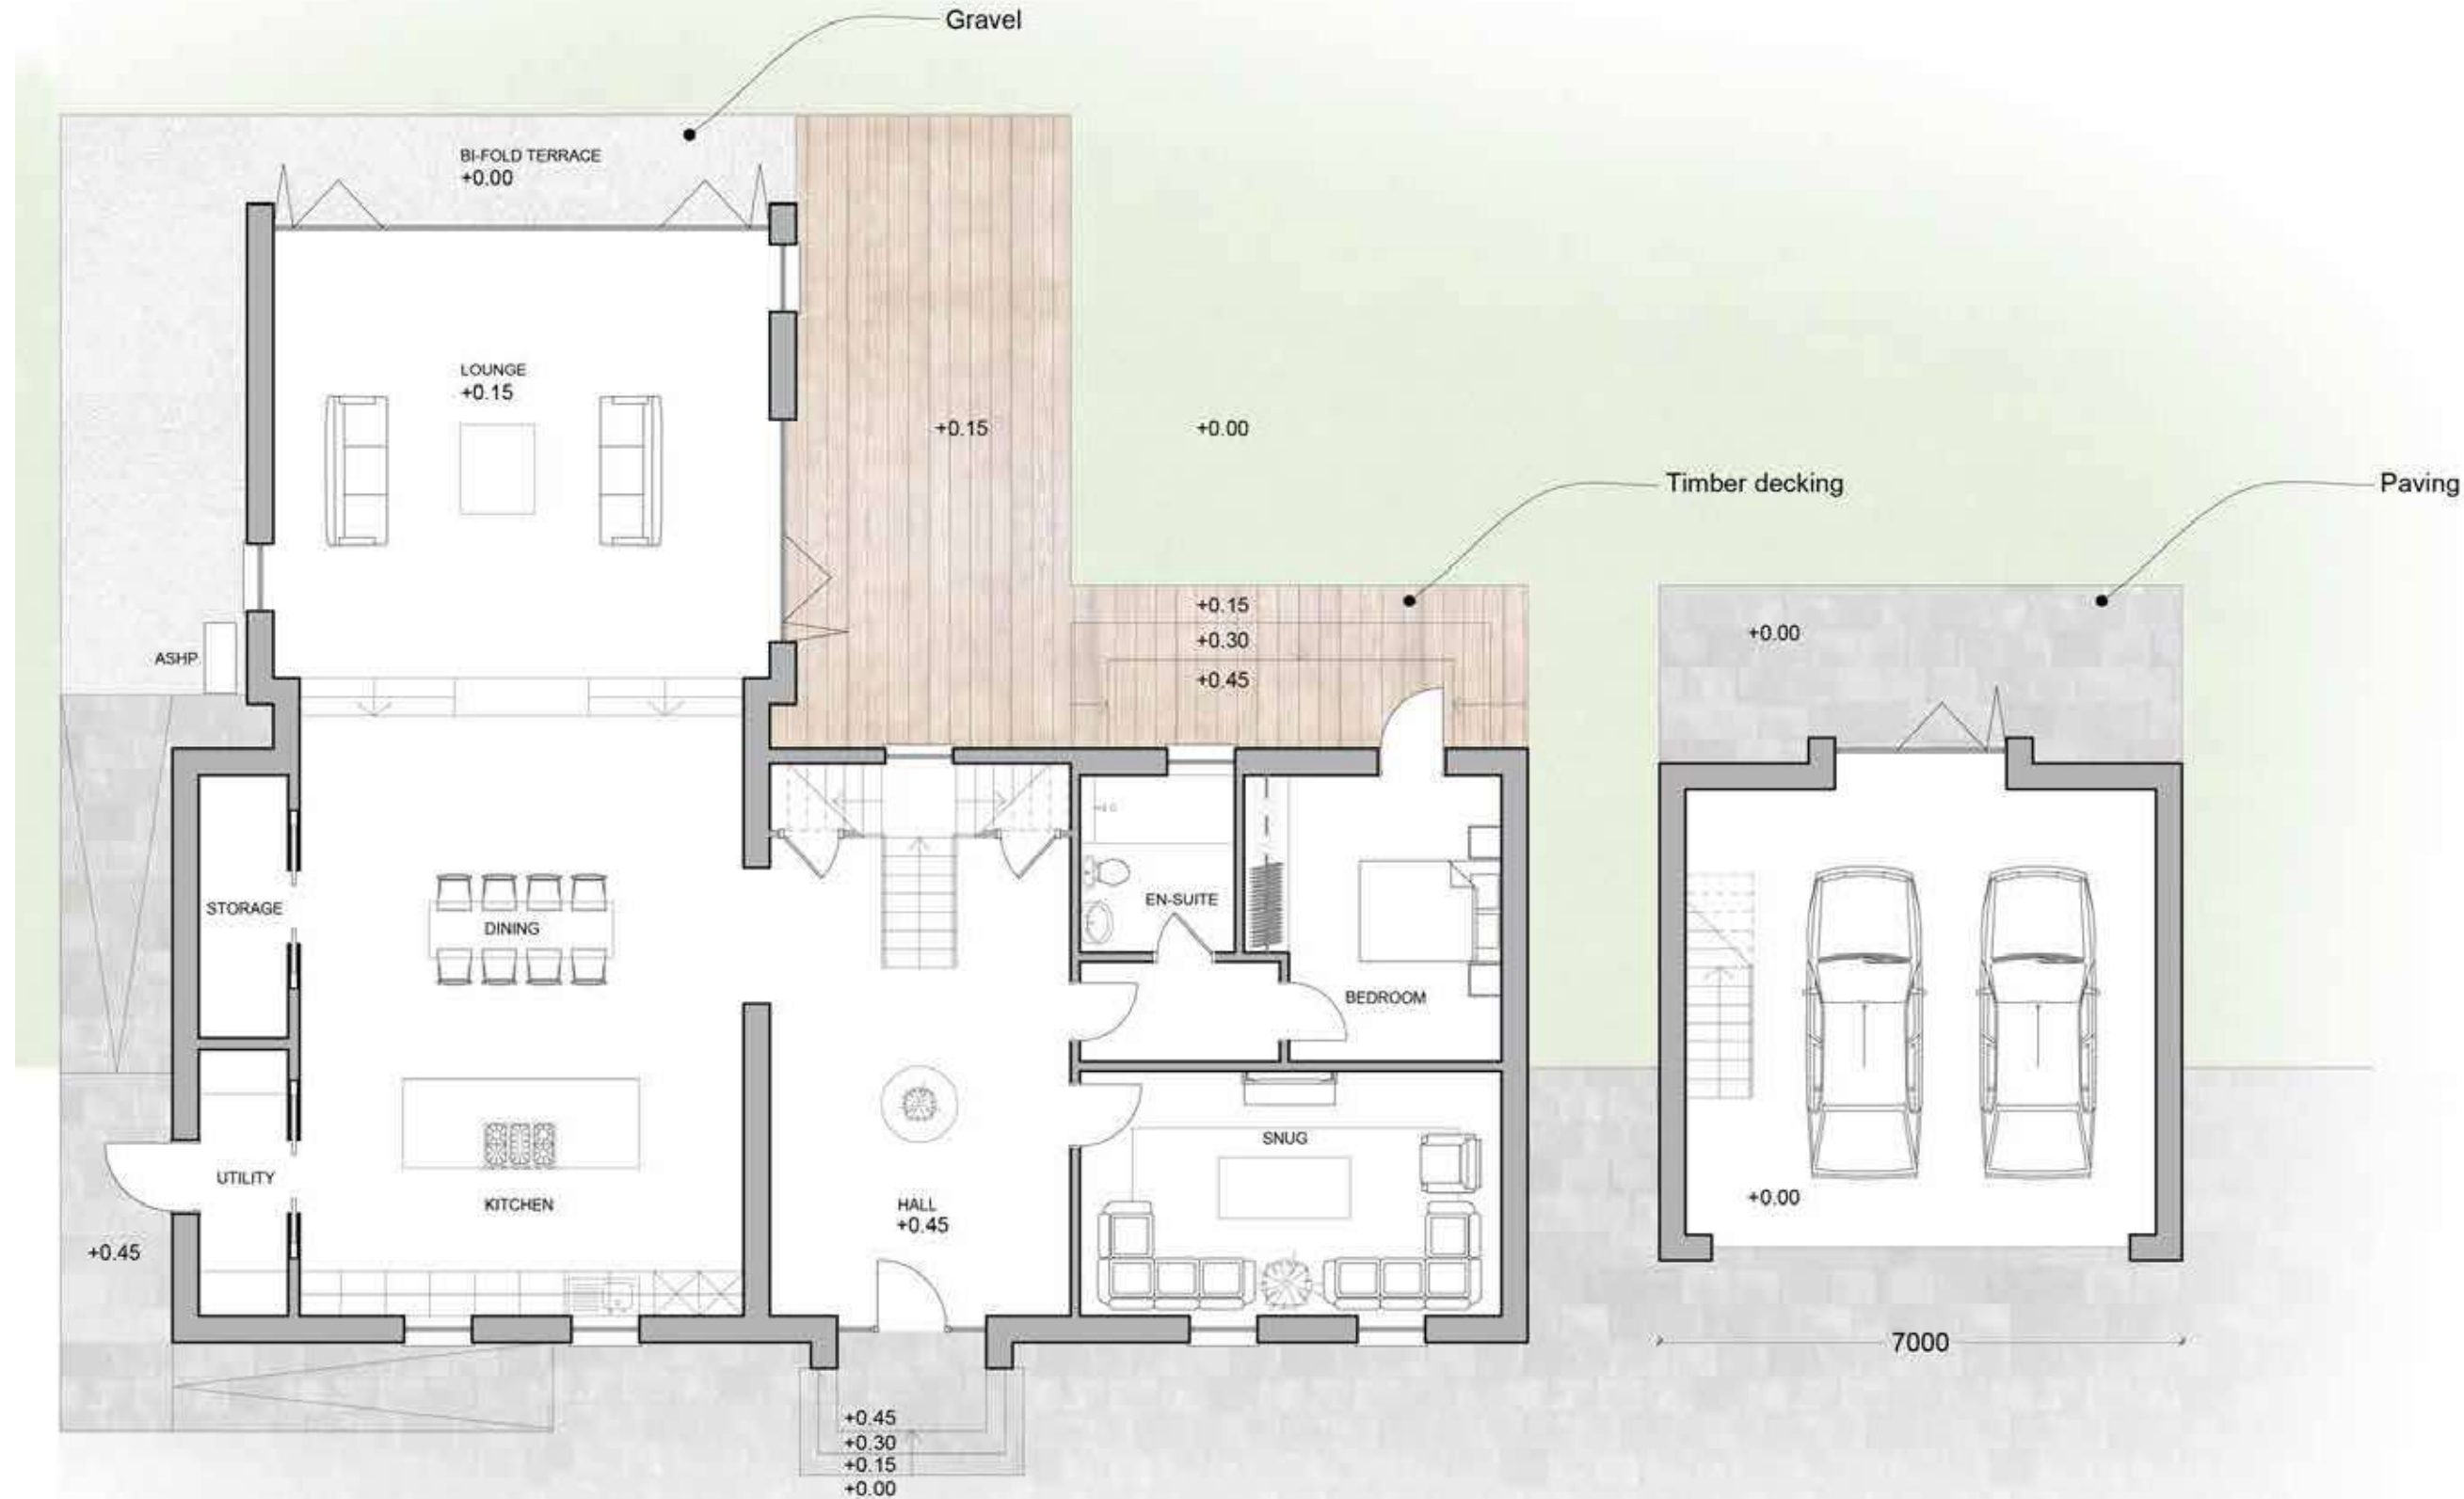 Gravel
BI-FOLD TERRACE
+0.00
LOUNGE
+0.15
+0.15
+0.00
Timber decking
Paving
+0.15
+0.30
+0.45
+0.00
ASHP
STORAGE
DINING
EN-SUITE
BEDROOM
UTILITY
KITCHEN
HALL
+0.45
SNUG
+0.00
+0.45
7000
+0.45
+0.30
+0.15
+0.00